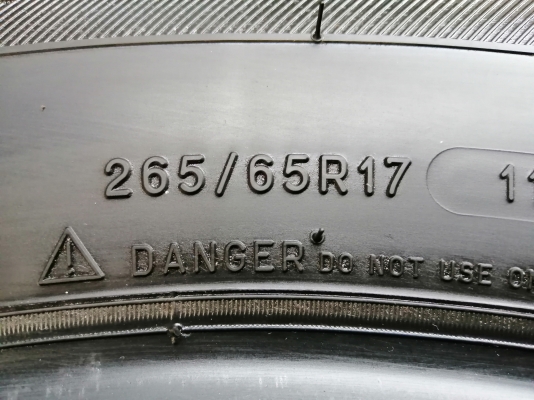 265/65R17
DANGER DO NOT USE